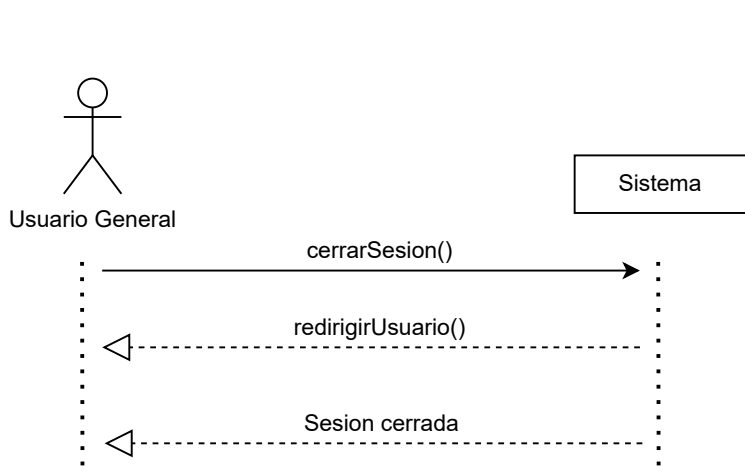 Sistema
Usuario General
cerrarSesion()
redirigirUsuario()
Sesion cerrada